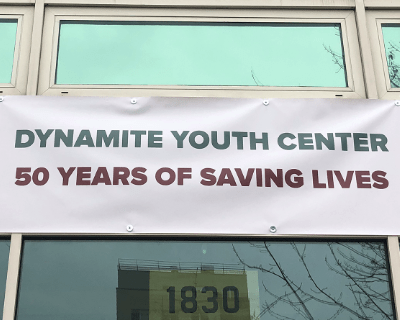 DYNAMITE YOUTH CENTER
50 YEARS OF SAVING LIVES
1830